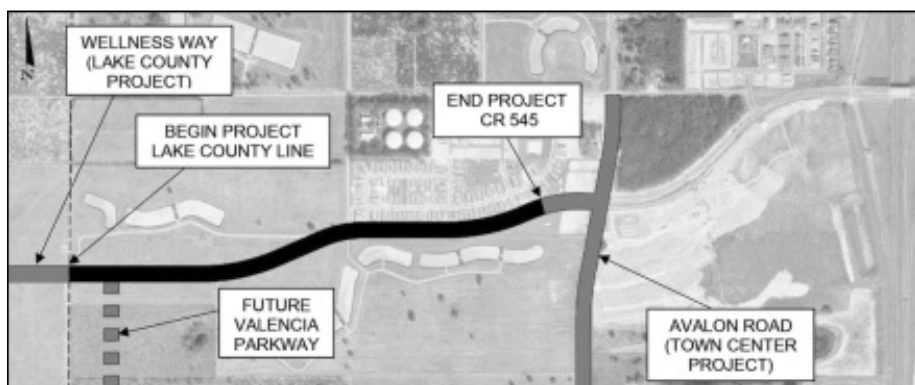 WELLNESS WAY
(LAKE COUNTY
PROJECT)
N
BEGIN PROJECT
LAKE COUNTY LINE
END PROJECT
CR 545
FUTURE
VALENCIA
PARKWAY
AVALON ROAD
(TOWN CENTER
PROJECT)